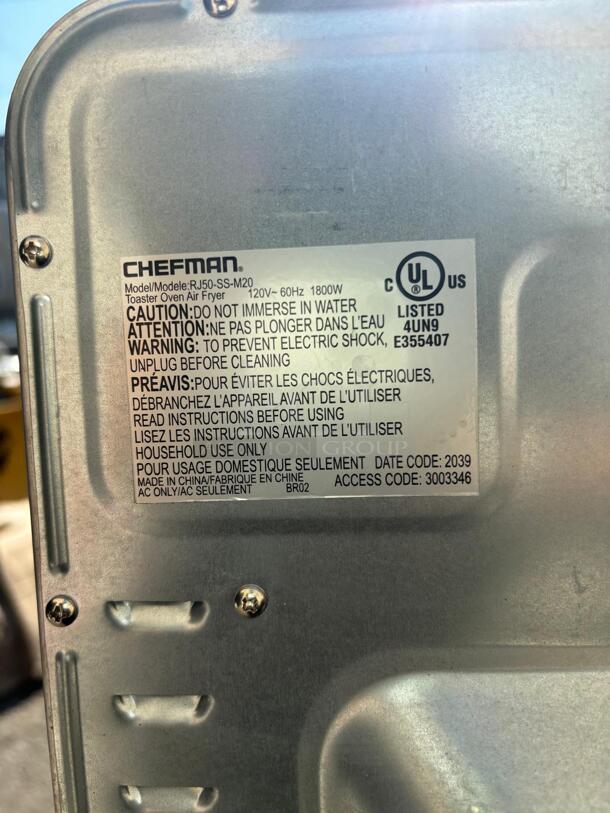 CHEFMAN®
Model/Modele:RJ50-SS-M20
Toaster Oven Air Fryer 120V~ 60Hz 1800W
CAUTION:DO NOT IMMERSE IN WATER
ATTENTION:NE PAS PLONGER DANS L'EAU
WARNING: TO PREVENT ELECTRIC SHOCK,
UNPLUG BEFORE CLEANING
C UL US
LISTED
4UN9
E355407
PRÉAVIS:POUR ÉVITER LES CHOCS ÉLECTRIQUES,
DÉBRANCHEZ L'APPAREIL AVANT DE L'UTILISER
READ INSTRUCTIONS BEFORE USING
LISEZ LES INSTRUCTIONS AVANT DE L'UTILISER
HOUSEHOLD USE ONLY
POUR USAGE DOMESTIQUE SEULEMENT DATE CODE: 2039
MADE IN CHINA/FABRIQUE EN CHINE
AC ONLY/AC SEULEMENT BR02 ACCESS CODE: 3003346
GROUP